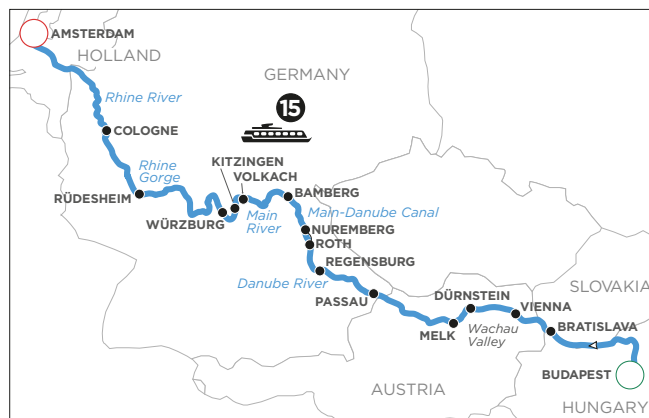 AMSTERDAM
HOLLAND
GERMANY
Rhine River
15
COLOGNE
Rhine
Gorge
KITZINGEN
VOLKACH
BAMBERG
RÜDESHEIM
WÜRZBURG
Main
River
Main-Danube Canal
NUREMBERG
ROTH
REGENSBURG
Danube River
PASSAU
SLOVAKIA
DÜRNSTEIN
VIENNA
MELK
Wachau
Valley
BRATISLAVA
BUDAPEST
AUSTRIA
HUNGARY